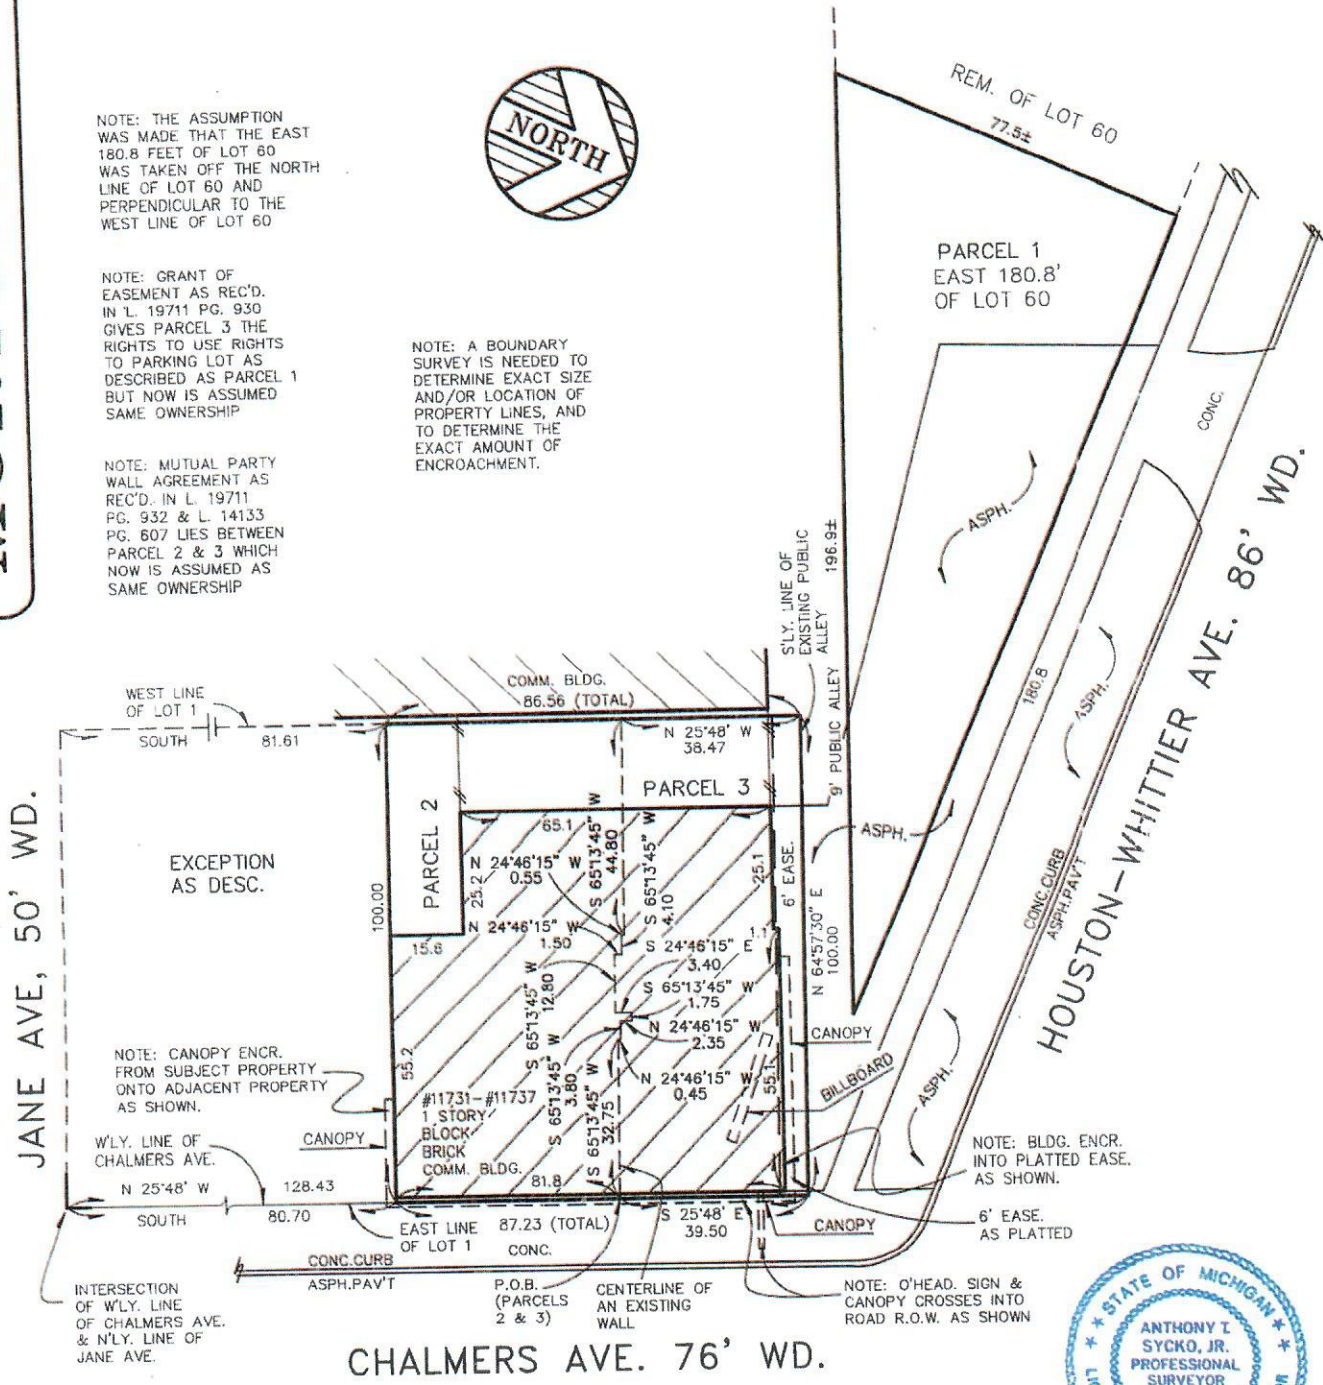 NOTE: THE ASSUMPTION
WAS MADE THAT THE EAST
180.8 FEET OF LOT 60
WAS TAKEN OFF THE NORTH
LINE OF LOT 60 AND
PERPENDICULAR TO THE
WEST LINE OF LOT 60
NORTH
REM. OF LOT 60
77.5±
PARCEL 1
EAST 180.8'
OF LOT 60
NOTE: GRANT OF
EASEMENT AS REC'D.
IN L. 19711 PG. 930
GIVES PARCEL 3 THE
RIGHTS TO USE RIGHTS
TO PARKING LOT AS
DESCRIBED AS PARCEL 1
BUT NOW IS ASSUMED
SAME OWNERSHIP
NOTE: A BOUNDARY
SURVEY IS NEEDED TO
DETERMINE EXACT SIZE
AND/OR LOCATION OF
PROPERTY LINES, AND
TO DETERMINE THE
EXACT AMOUNT OF
ENCROACHMENT.
NOTE: MUTUAL PARTY
WALL AGREEMENT AS
REC'D. IN L. 19711
PG. 932 & L. 14133
PG. 607 LIES BETWEEN
PARCEL 2 & 3 WHICH
NOW IS ASSUMED AS
SAME OWNERSHIP
CONC.
ASPH.
S'LY. LINE OF
EXISTING PUBLIC
ALLEY
196.9±
9' PUBLIC ALLEY
180.8
ASPH.
HOUSTON-WHITTIER AVE. 86' WD.
CONC.CURB
ASPH.PAV'T
ASPH.
ASPH.
WEST LINE
OF LOT 1
SOUTH
81.61
COMM. BLDG.
86.56 (TOTAL)
N 25°48' W
38.47
PARCEL 2
PARCEL 3
JANE AVE, 50' WD.
EXCEPTION
AS DESC.
100.00
65.1
N 24°46'15" W
0.55
25.2
S 65°13'45" W
44.80
S 65°13'45" W
4.10
25.1
6' EASE.
N 64°57'30" E
100.00
15.6
N 24°46'15" W
1.50
1.1
S 24°46'15" E
3.40
S 65°13'45" W
1.75
S 65°13'45" W
12.80
N 24°46'15" W
2.35
CANOPY
BILLBOARD
55.2
S 65°13'45" W
3.80
N 24°46'15" W
0.45
55.1
S 65°13'45" W
32.75
NOTE: CANOPY ENCR.
FROM SUBJECT PROPERTY
ONTO ADJACENT PROPERTY
AS SHOWN.
#11731-#11737
1 STORY
BLOCK
BRICK
COMM. BLDG.
81.8
CANOPY
W'LY. LINE OF
CHALMERS AVE.
NOTE: BLDG. ENCR.
INTO PLATTED EASE.
AS SHOWN.
N 25°48' W
128.43
SOUTH
80.70
EAST LINE
OF LOT 1
87.23 (TOTAL)
S 25°48' E
39.50
CANOPY
6' EASE.
AS PLATTED
CONC.
CONC.CURB
ASPH.PAV'T
INTERSECTION
OF W'LY. LINE
OF CHALMERS AVE.
& N'LY. LINE OF
JANE AVE.
P.O.B.
(PARCELS
2 & 3)
CENTERLINE OF
AN EXISTING
WALL
NOTE: O'HEAD. SIGN &
CANOPY CROSSES INTO
ROAD R.O.W. AS SHOWN
CHALMERS AVE. 76' WD.
STATE OF MICHIGAN
ANTHONY T.
SYCKO, JR.
PROFESSIONAL
SURVEYOR